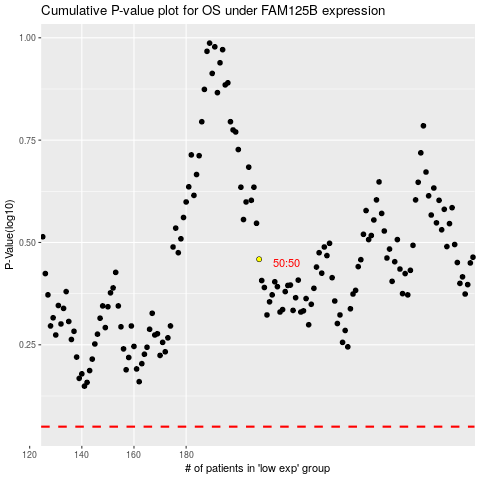 Cumulative P-value plot for OS under FAM125B expression
P-Value(log10)
1.00
0.75
0.50
0.25
50:50
120 140 160 180
# of patients in 'low exp' group